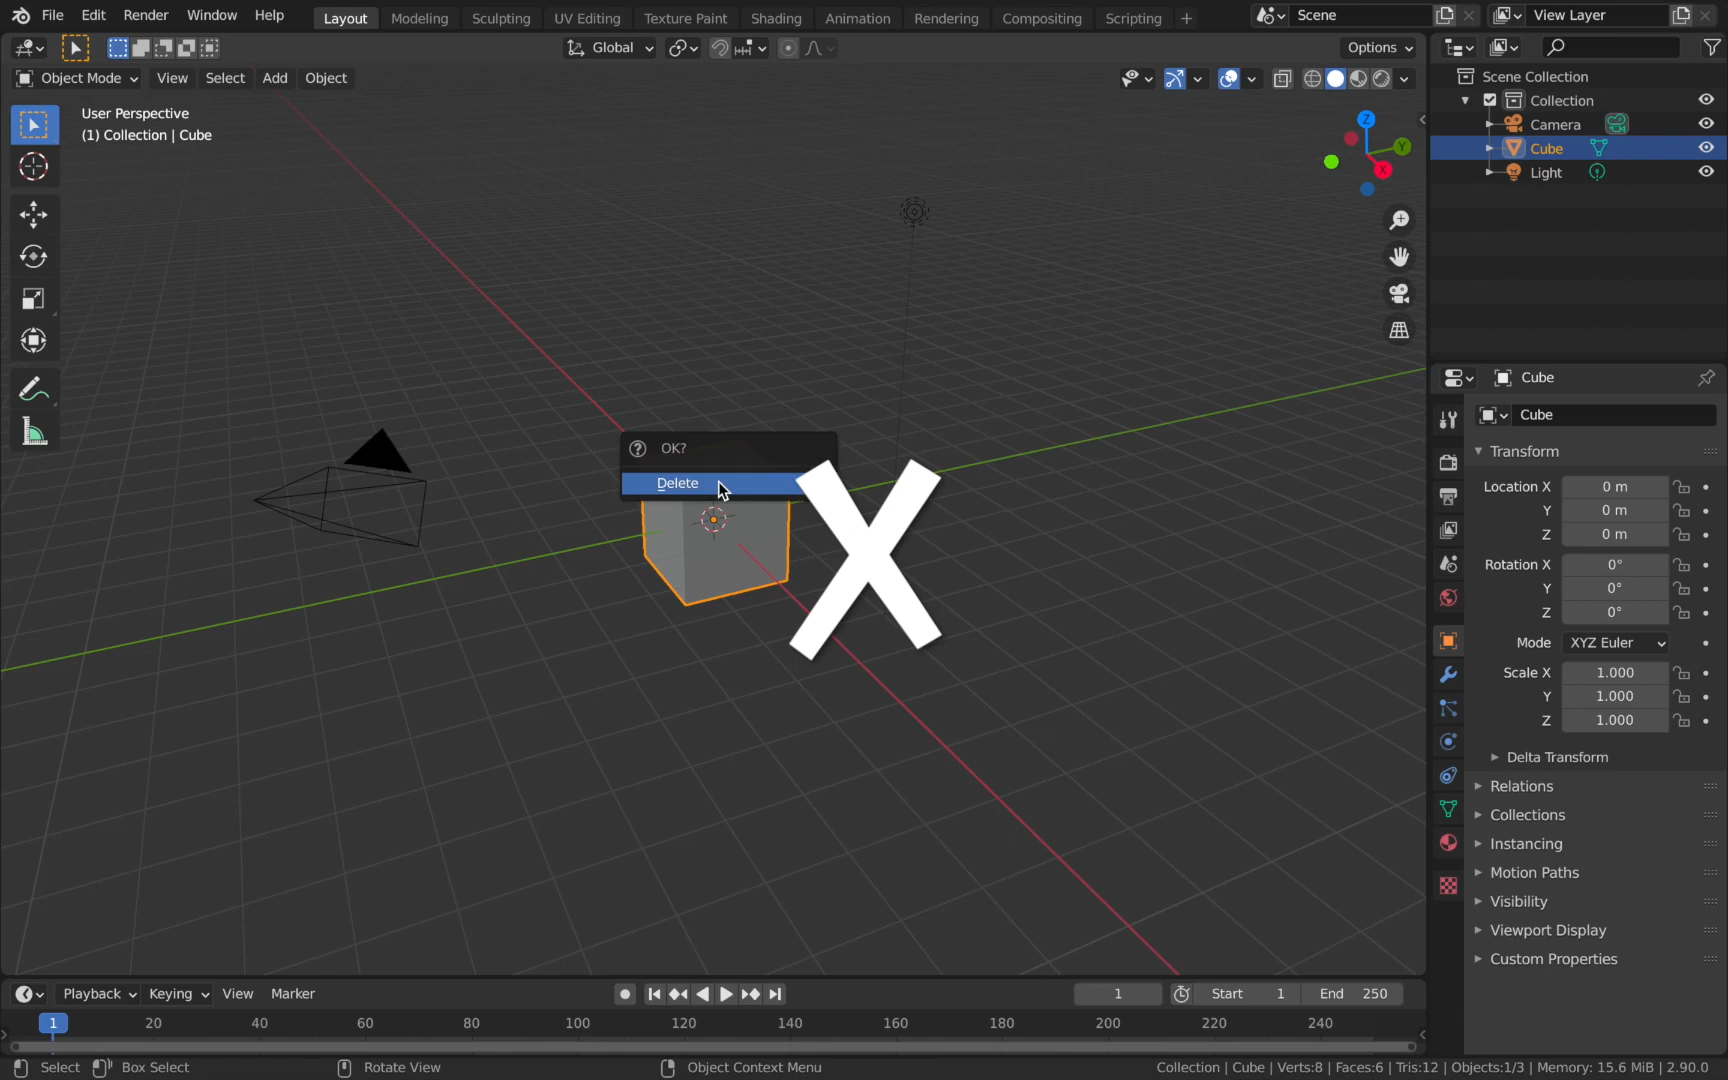 File Edit Render Window Help Layout Modeling Sculpting UV Editing Texture Paint Shading Animation Rendering Compositing Scripting + Scene View Layer
Global Options
Object Mode View Select Add Object
User Perspective
(1) Collection | Cube
Z
Y
X
Scene Collection
Collection
Camera
Cube
Light
OK?
Delete
X
Cube
Cube
Transform
Location X 0 m
Y 0 m
Z 0 m
Rotation X 0°
Y 0°
Z 0°
Mode XYZ Euler
Scale X 1.000
Y 1.000
Z 1.000
Delta Transform
Relations
Collections
Instancing
Motion Paths
Visibility
Viewport Display
Custom Properties
Playback Keying View Marker 1 Start 1 End 250
1 20 40 60 80 100 120 140 160 180 200 220 240
Select Box Select Rotate View Object Context Menu Collection | Cube | Verts:8 | Faces:6 | Tris:12 | Objects:1/3 | Memory: 15.6 MiB | 2.90.0